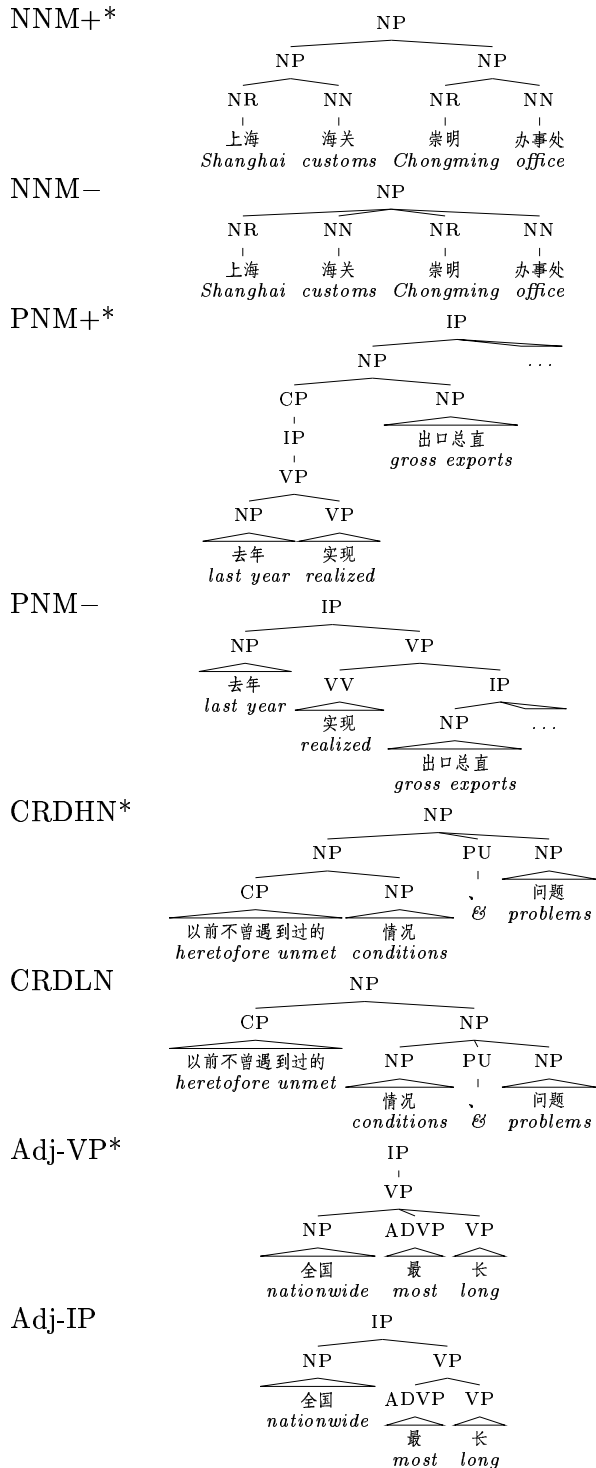 NNM+*
NP
NP NP
NR NN NR NN
上海 海关 崇明 办事处
Shanghai customs Chongming office
NNM−
NP
NR NN NR NN
上海 海关 崇明 办事处
Shanghai customs Chongming office
PNM+*
IP
NP ...
CP NP
IP 出口总直
gross exports
VP
NP VP
去年 实现
last year realized
PNM−
IP
NP VP
去年 VV IP
last year 实现 NP ...
realized 出口总直
gross exports
CRDHN*
NP
NP PU NP
CP NP 、 问题
以前不曾遇到过的 情况 & problems
heretofore unmet conditions
CRDLN
NP
CP NP
以前不曾遇到过的 NP PU NP
heretofore unmet 情况 、 问题
conditions & problems
Adj-VP*
IP
VP
NP ADVP VP
全国 最 长
nationwide most long
Adj-IP
IP
NP VP
全国 ADVP VP
nationwide 最 长
most long